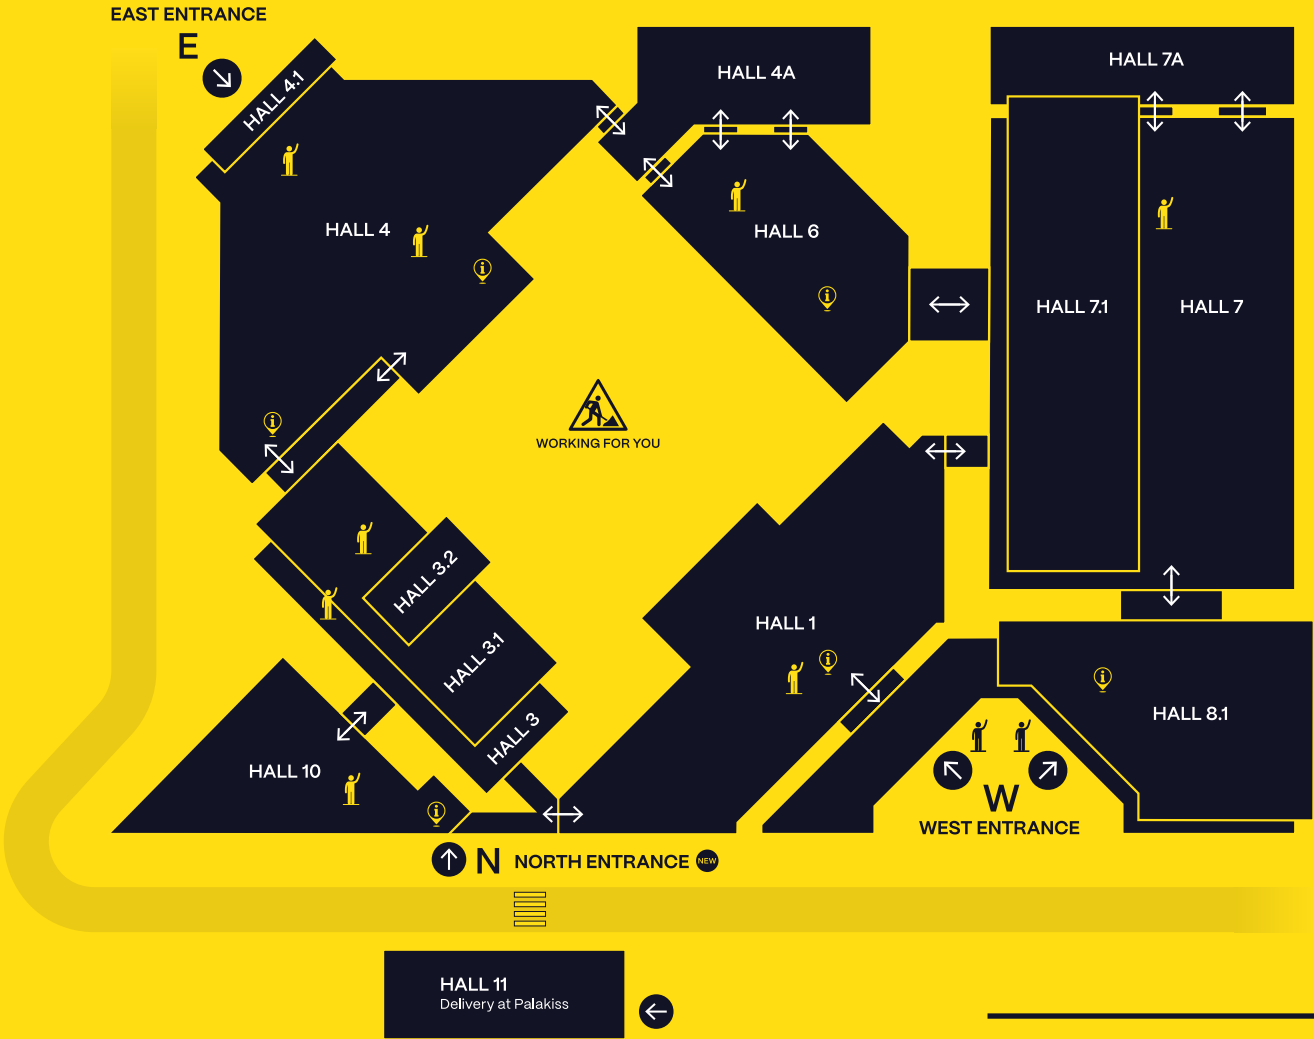 EAST ENTRANCE
E
HALL 4.1
HALL 4A
HALL 7A
HALL 4
HALL 6
HALL 7.1
HALL 7
WORKING FOR YOU
HALL 3.2
HALL 3.1
HALL 3
HALL 1
HALL 8.1
HALL 10
W
WEST ENTRANCE
N
NORTH ENTRANCE NEW
HALL 11
Delivery at Palakiss